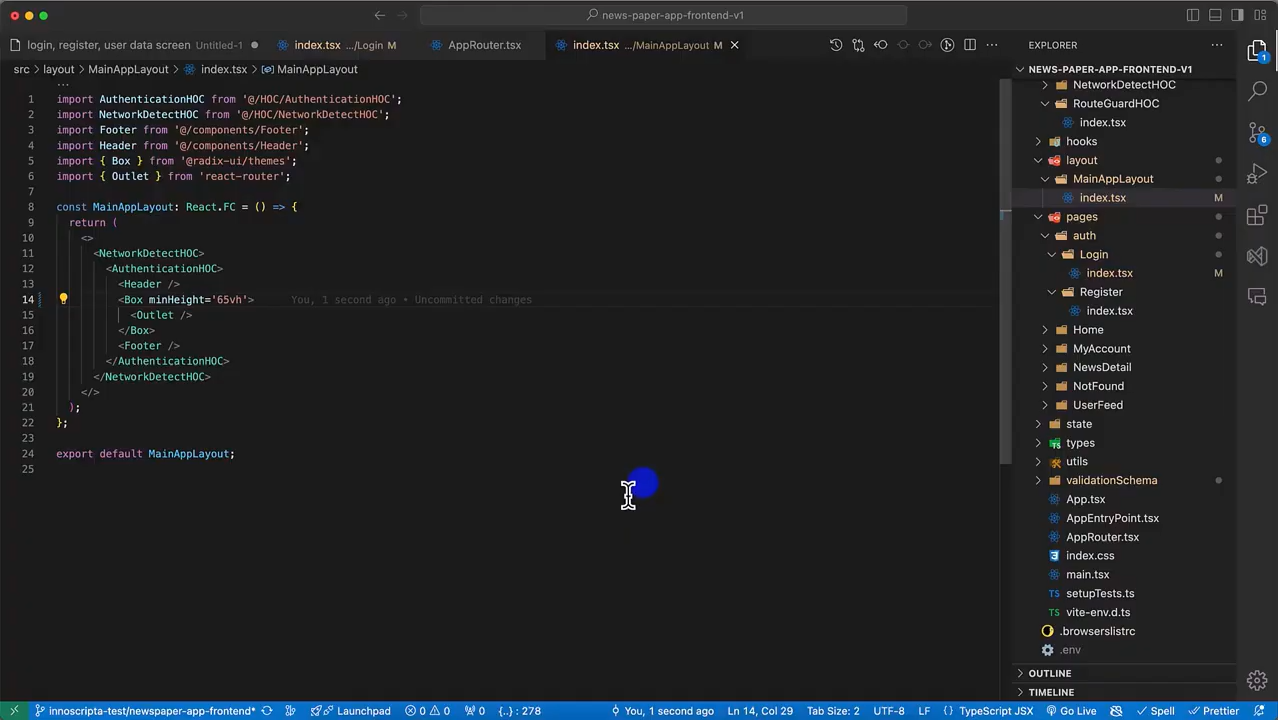 news-paper-app-frontend-v1
login, register, user data screen Untitled-1
index.tsx .../Login M
AppRouter.tsx
index.tsx .../MainAppLayout M
EXPLORER
src > layout > MainAppLayout > index.tsx > MainAppLayout
...
1 import AuthenticationHOC from '@/HOC/AuthenticationHOC';
2 import NetworkDetectHOC from '@/HOC/NetworkDetectHOC';
3 import Footer from '@/components/Footer';
4 import Header from '@/components/Header';
5 import { Box } from '@radix-ui/themes';
6 import { Outlet } from 'react-router';
7
8 const MainAppLayout: React.FC = () => {
9 return (
10 <>
11 <NetworkDetectHOC>
12 <AuthenticationHOC>
13 <Header />
14 <Box minHeight='65vh'> You, 1 second ago • Uncommitted changes
15 <Outlet />
16 </Box>
17 <Footer />
18 </AuthenticationHOC>
19 </NetworkDetectHOC>
20 </>
21 );
22 };
23
24 export default MainAppLayout;
25
NEWS-PAPER-APP-FRONTEND-V1
NetworkDetectHOC
RouteGuardHOC
index.tsx
hooks
layout
MainAppLayout
index.tsx M
pages
auth
Login
index.tsx M
Register
index.tsx
Home
MyAccount
NewsDetail
NotFound
UserFeed
state
types
utils
validationSchema
App.tsx
AppEntryPoint.tsx
AppRouter.tsx
index.css
main.tsx
TS setupTests.ts
TS vite-env.d.ts
.browserslistrc
.env
OUTLINE
TIMELINE
1
6
innoscripta-test/newspaper-app-frontend* Launchpad 0 0 0 {..} : 278 You, 1 second ago Ln 14, Col 29 Tab Size: 2 UTF-8 LF {} TypeScript JSX Go Live Spell Prettier